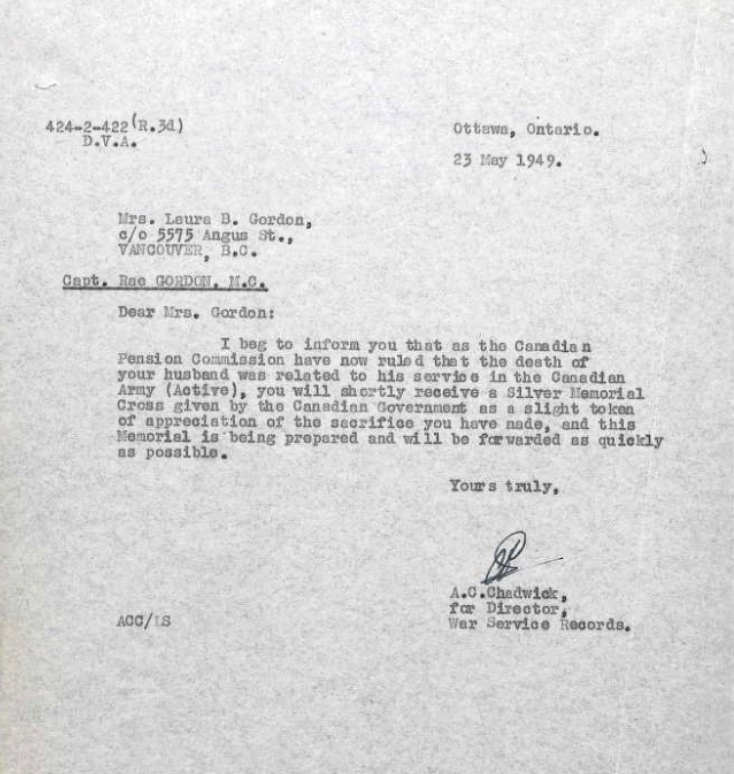 424-2-422(R.3d)
D.V.A.
Ottawa, Ontario.
23 May 1949.
Mrs. Laura B. Gordon,
c/o 5575 Angus St.,
VANCOUVER, B.C.
Capt. Rae GORDON, M.C.
Dear Mrs. Gordon:
I beg to inform you that as the Canadian
Pension Commission have now ruled that the death of
your husband was related to his service in the Canadian
Army (Active), you will shortly receive a Silver Memorial
Cross given by the Canadian Government as a slight token
of appreciation of the sacrifice you have made, and this
Memorial is being prepared and will be forwarded as quickly
as possible.
Yours truly,
A.C.Chadwick,
for Director,
War Service Records.
ACC/IS